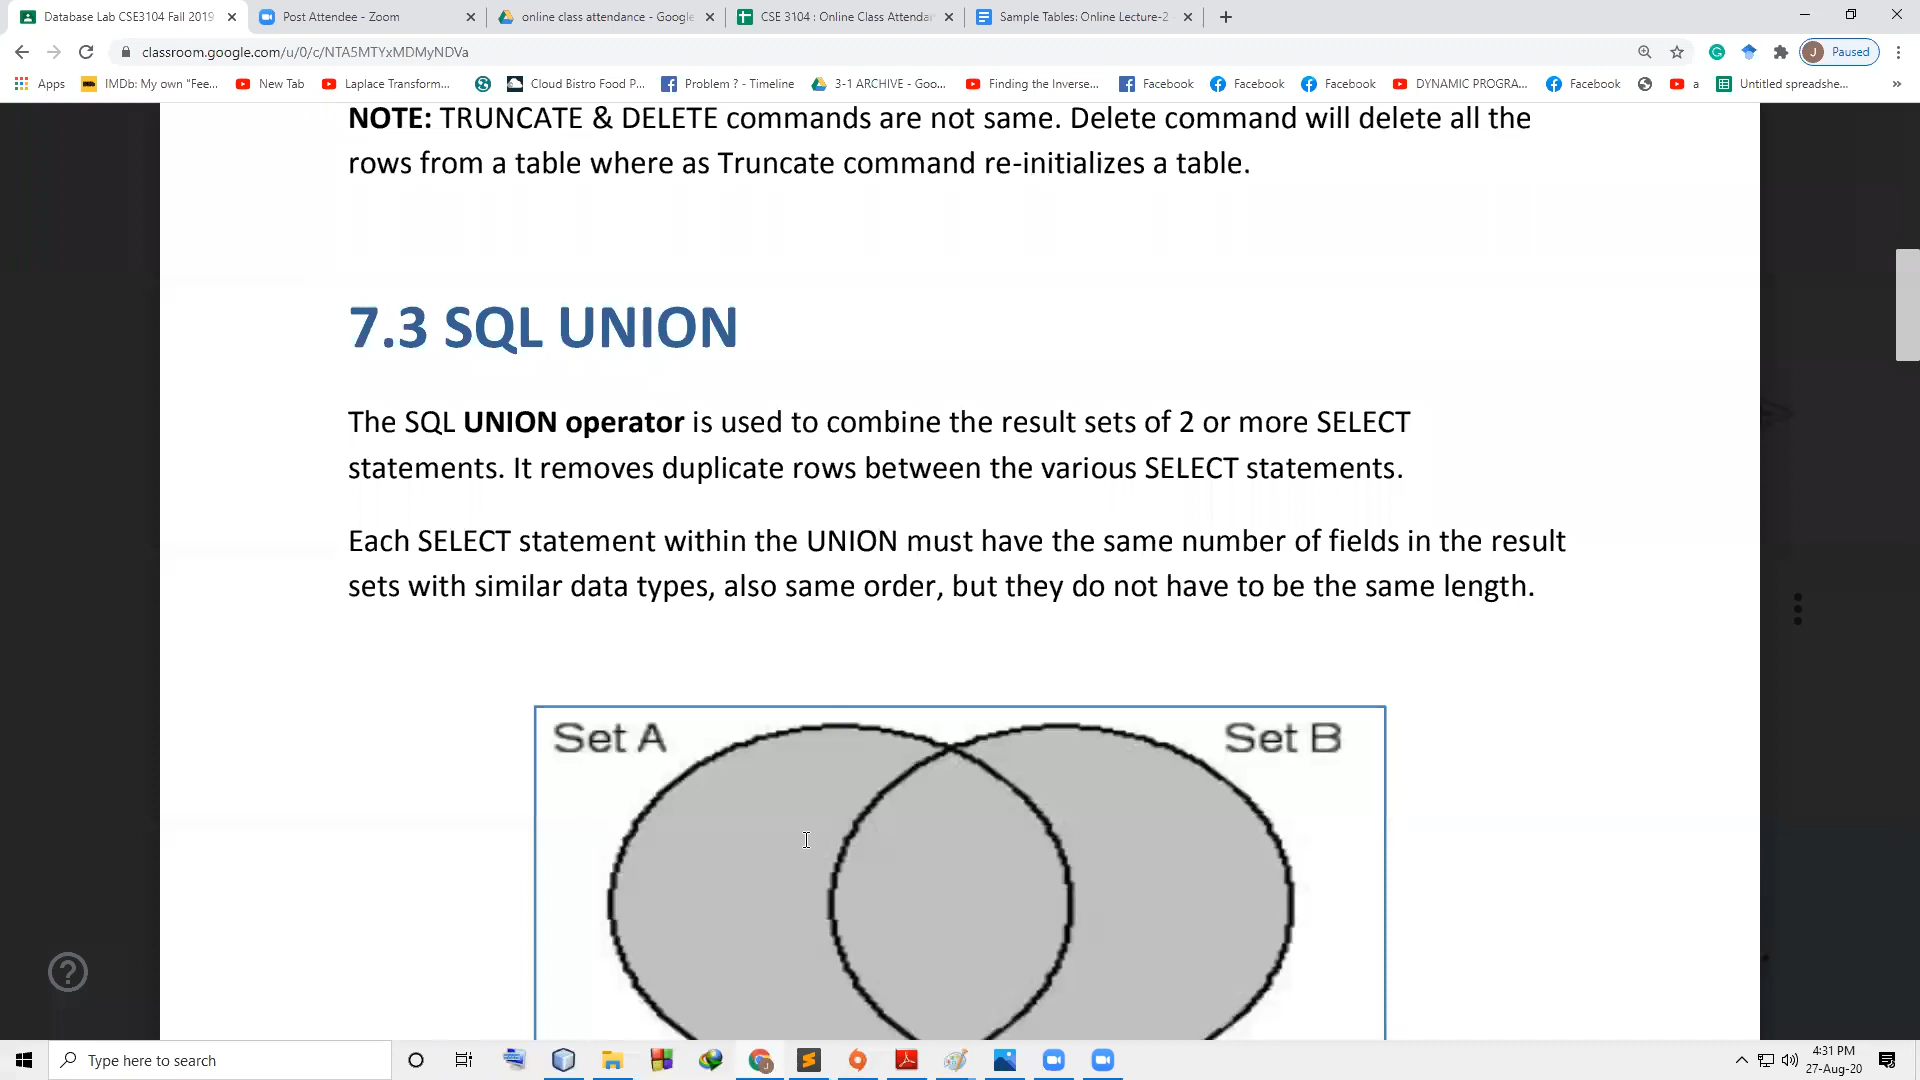 Database Lab CSE3104 Fall 2019
Post Attendee - Zoom
online class attendance - Google
CSE 3104 : Online Class Attendan
Sample Tables: Online Lecture-2
classroom.google.com/u/0/c/NTA5MTYxMDMyNDVa
J Paused
Apps
IMDb: My own "Fee...
New Tab
Laplace Transform...
Cloud Bistro Food P...
Problem ? - Timeline
3-1 ARCHIVE - Goo...
Finding the Inverse...
Facebook
Facebook
Facebook
DYNAMIC PROGRA...
Facebook
a
Untitled spreadshe...
»
NOTE: TRUNCATE & DELETE commands are not same. Delete command will delete all the
rows from a table where as Truncate command re-initializes a table.
7.3 SQL UNION
The SQL UNION operator is used to combine the result sets of 2 or more SELECT
statements. It removes duplicate rows between the various SELECT statements.
Each SELECT statement within the UNION must have the same number of fields in the result
sets with similar data types, also same order, but they do not have to be the same length.
Set A
Set B
Type here to search
4:31 PM
27-Aug-20